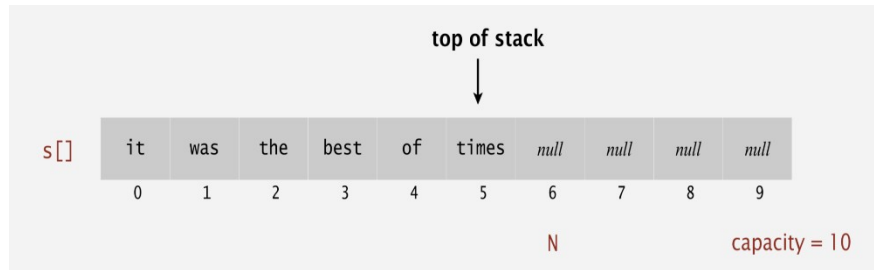 top of stack
s[] it was the best of times null null null null
0 1 2 3 4 5 6 7 8 9
N capacity = 10